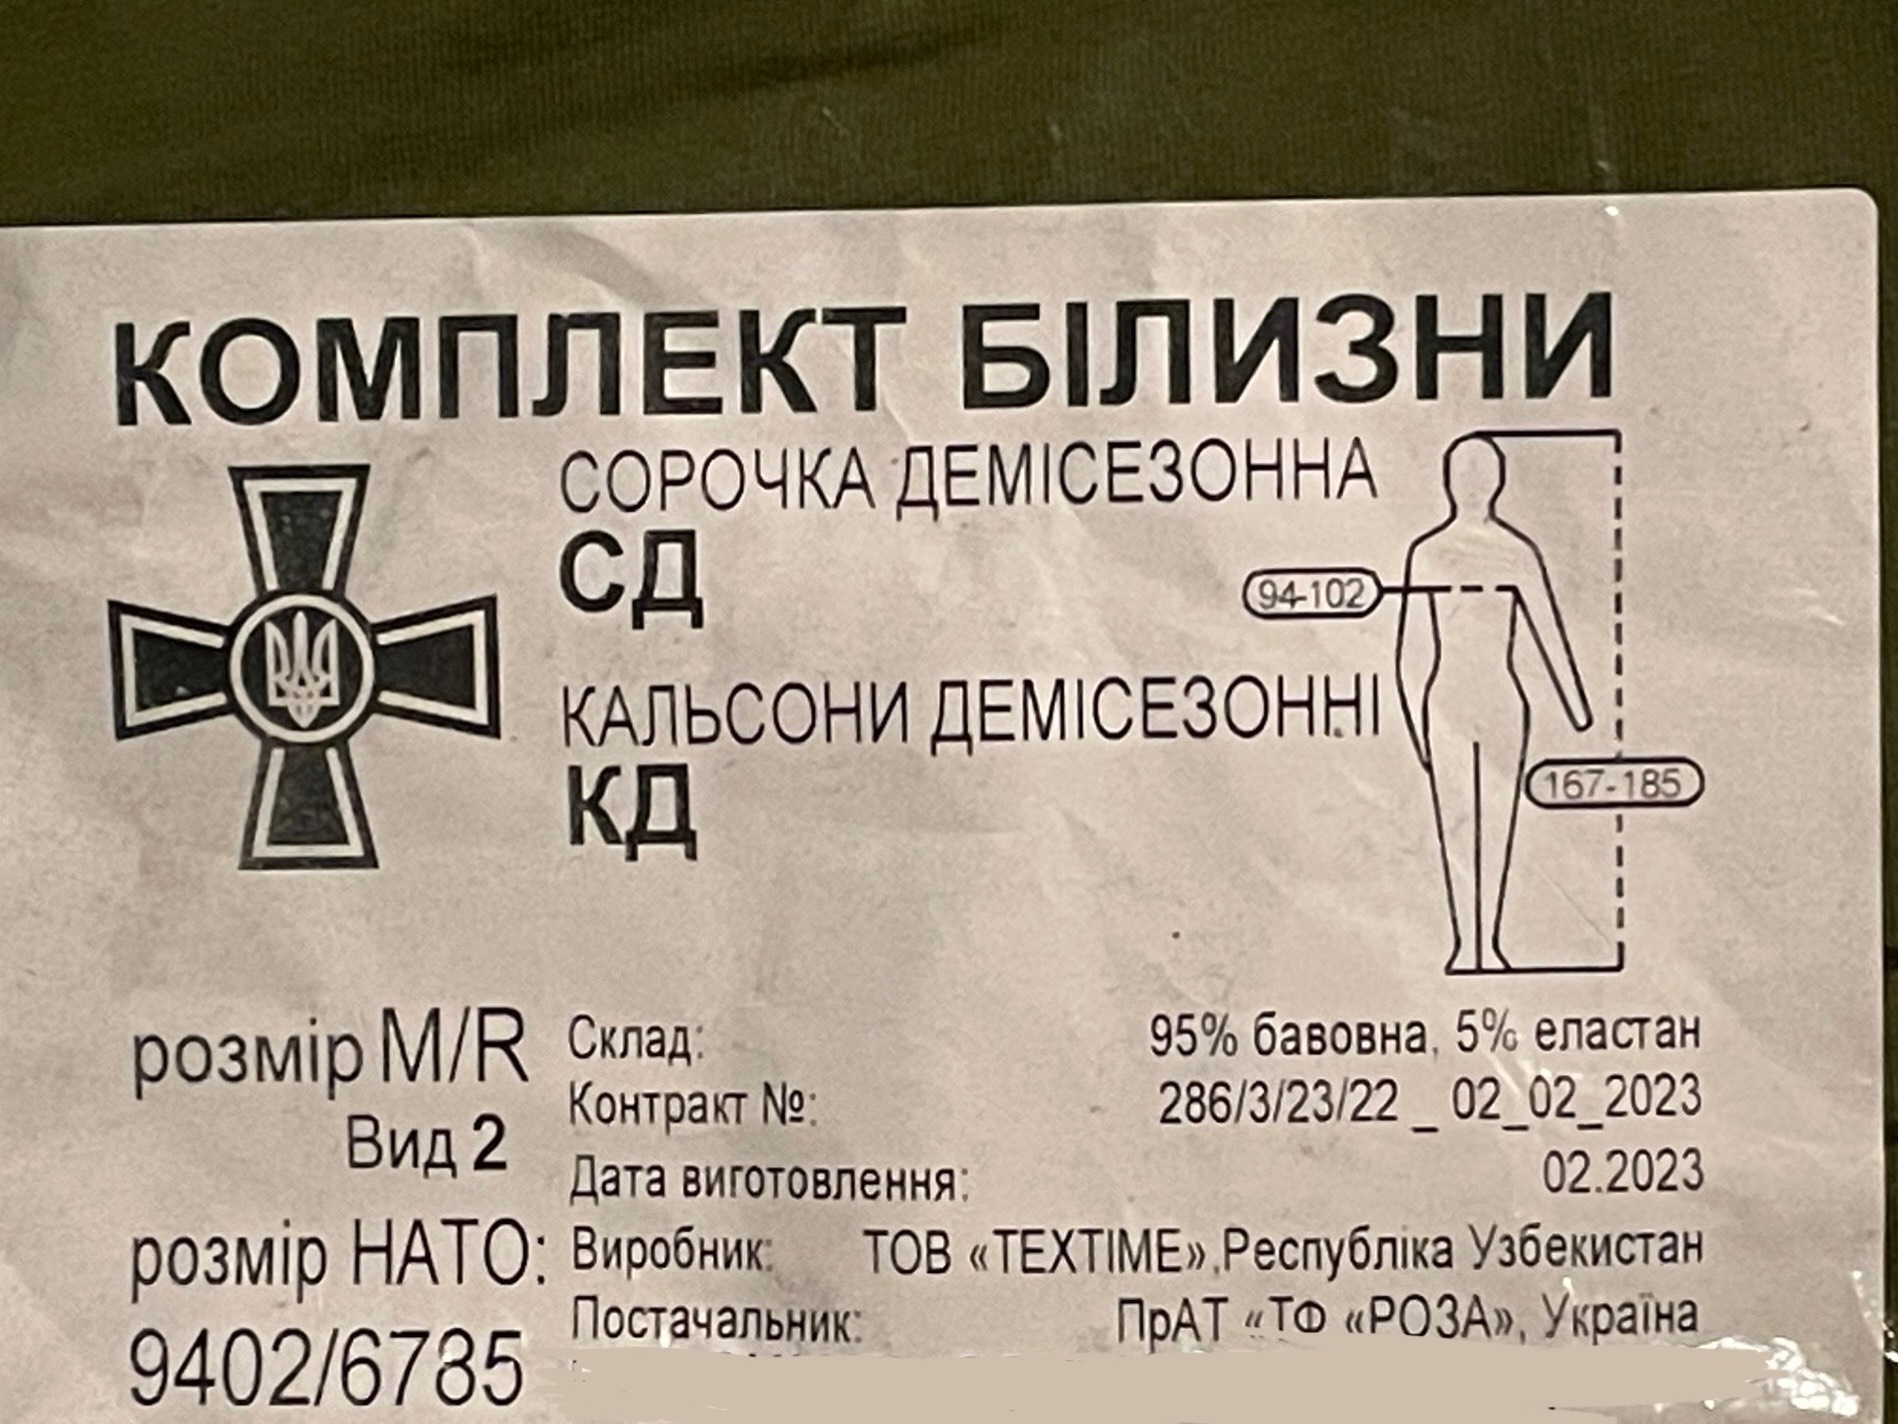 КОМПЛЕКТ БІЛИЗНИ
СОРОЧКА ДЕМІСЕЗОННА
СД
94-102
КАЛЬСОНИ ДЕМІСЕЗОННІ
КД
167-185
розмір M/R
Вид 2
розмір НАТО:
9402/6785
Склад: 95% бавовна, 5% еластан
Контракт №: 286/3/23/22 _ 02_02_2023
Дата виготовлення: 02.2023
Виробник: ТОВ «TEXTIME»,Республіка Узбекистан
Постачальник: ПрАТ «ТФ «РОЗА», Україна